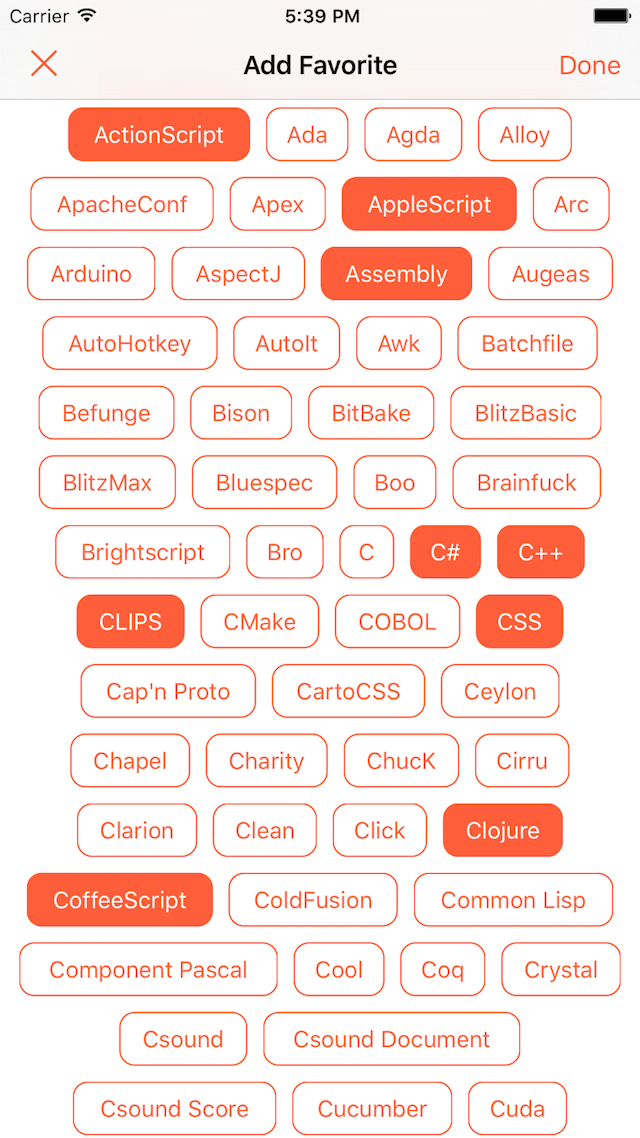 Carrier 5:39 PM
Add Favorite Done
ActionScript Ada Agda Alloy
ApacheConf Apex AppleScript Arc
Arduino AspectJ Assembly Augeas
AutoHotkey AutoIt Awk Batchfile
Befunge Bison BitBake BlitzBasic
BlitzMax Bluespec Boo Brainfuck
Brightscript Bro C C# C++
CLIPS CMake COBOL CSS
Cap'n Proto CartoCSS Ceylon
Chapel Charity ChucK Cirru
Clarion Clean Click Clojure
CoffeeScript ColdFusion Common Lisp
Component Pascal Cool Coq Crystal
Csound Csound Document
Csound Score Cucumber Cuda